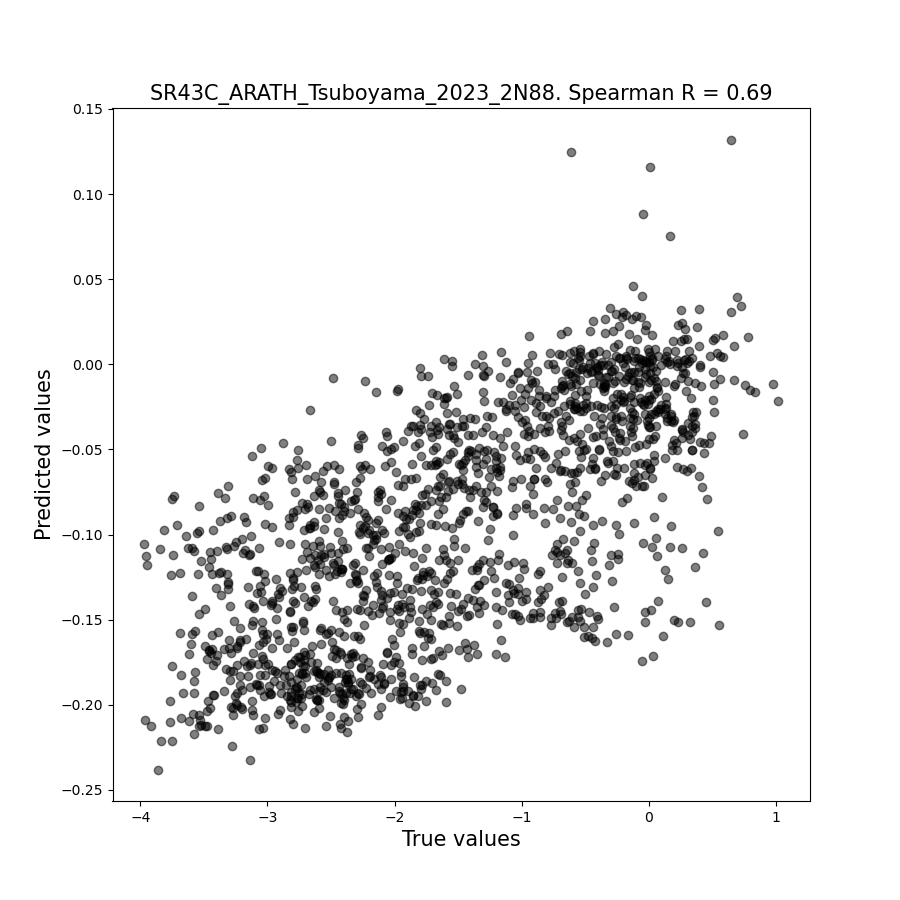 SR43C_ARATH_Tsuboyama_2023_2N88. Spearman R = 0.69
0.15
0.10
0.05
0.00
−0.05
−0.10
−0.15
−0.20
−0.25
Predicted values
−4 −3 −2 −1 0 1
True values